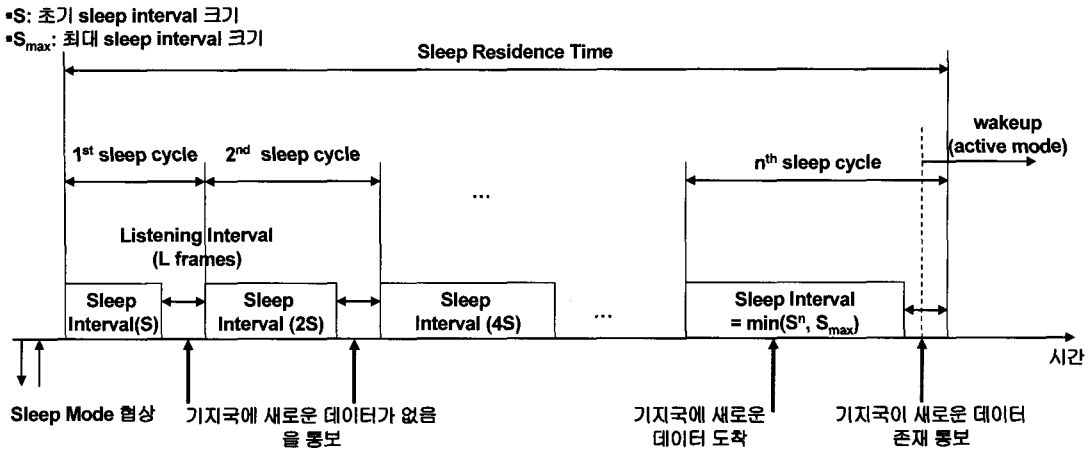 ▪S: 초기 sleep interval 크기
▪Smax: 최대 sleep interval 크기
Sleep Residence Time
wakeup
(active mode)
1st sleep cycle
2nd sleep cycle
nth sleep cycle
...
Listening Interval
(L frames)
Sleep
Interval(S)
Sleep
Interval (2S)
Sleep
Interval (4S)
...
Sleep Interval
= min(Sn, Smax)
시간
Sleep Mode 협상
기지국에 새로운 데이터가 없음
을 통보
기지국에 새로운
데이터 도착
기지국이 새로운 데이터
존재 통보